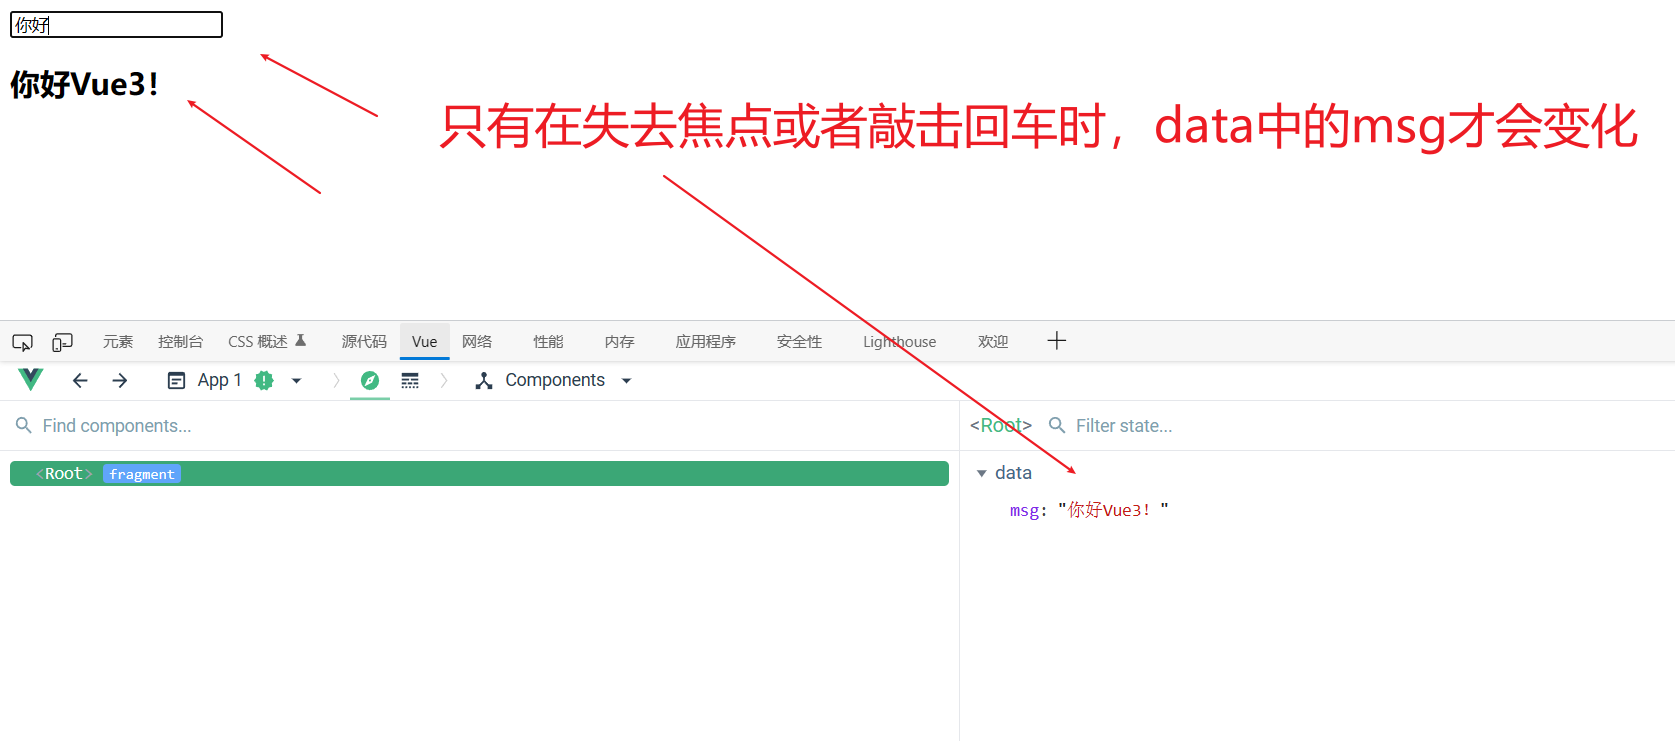 你好
你好Vue3!
只有在失去焦点或者敲击回车时，data中的msg才会变化
元素 控制台 CSS 概述 源代码 Vue 网络 性能 内存 应用程序 安全性 Lighthouse 欢迎
App 1 Components
Find components...
<Root> Filter state...
<Root> fragment
data
msg: "你好Vue3! "